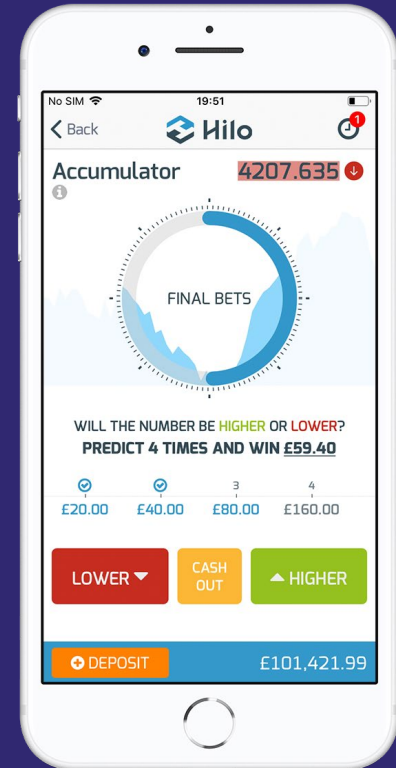 No SIM 19:51
Back Hilo 1
Accumulator 4207.635
i
FINAL BETS
WILL THE NUMBER BE HIGHER OR LOWER?
PREDICT 4 TIMES AND WIN £59.40
3 4
£20.00 £40.00 £80.00 £160.00
LOWER CASH OUT HIGHER
DEPOSIT £101,421.99